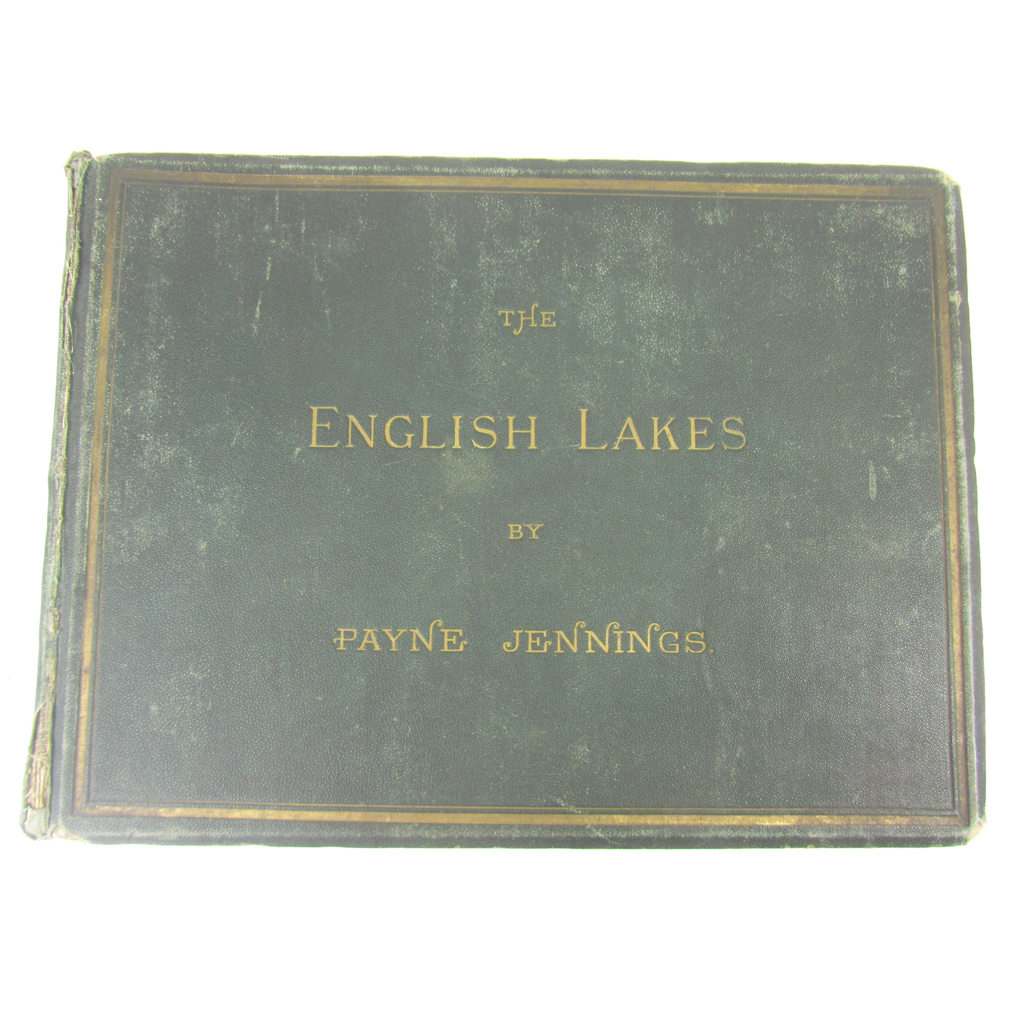 THE
ENGLISH LAKES
BY
PAYNE JENNINGS.